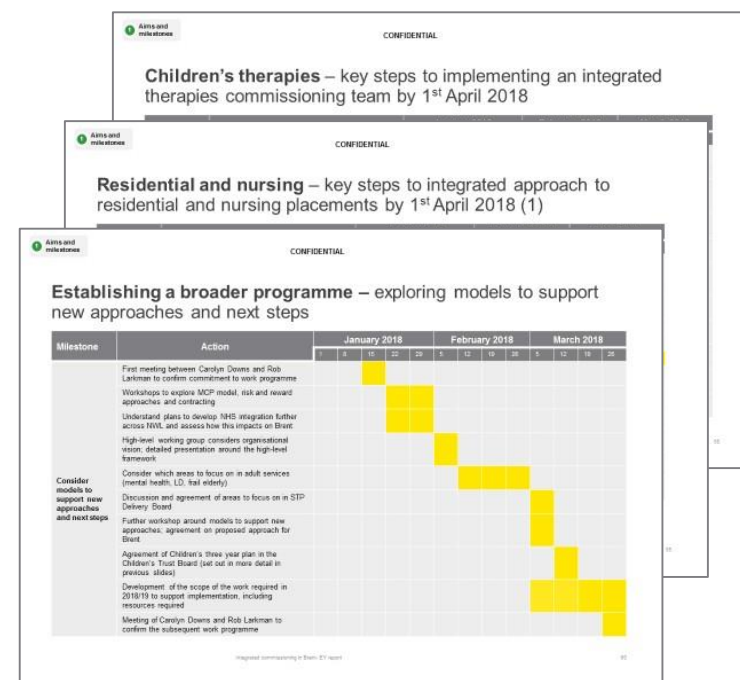 Aims and
milestones
CONFIDENTIAL
Children's therapies – key steps to implementing an integrated
therapies commissioning team by 1st April 2018
Aims and
milestones
CONFIDENTIAL
Residential and nursing – key steps to integrated approach to
residential and nursing placements by 1st April 2018 (1)
Aims and
milestones
CONFIDENTIAL
Establishing a broader programme – exploring models to support
new approaches and next steps
Milestone Action January 2018 February 2018 March 2018
1 8 15 22 29 5 12 19 26 5 12 19 26
First meeting between Carolyn Downs and Rob
Larkman to confirm commitment to work programme
Workshops to explore MCP model, risk and reward
approaches and contracting
Understand plans to develop NHS integration further
across NWL and assess how this impacts on Brent
High-level working group considers organisational
vision; detailed presentation around the high-level
framework
Consider which areas to focus on in adult services
(mental health, LD, frail elderly)
Consider
models to
support new
approaches
and next steps
Discussion and agreement of areas to focus on in STP
Delivery Board
Further workshop around models to support new
approaches; agreement on proposed approach for
Brent
Agreement of Children's three year plan in the
Children's Trust Board (set out in more detail in
previous slides)
Development of the scope of the work required in
2018/19 to support implementation, including
resources required
Meeting of Carolyn Downs and Rob Larkman to
confirm the subsequent work programme
Integrated commissioning in Brent- EY report